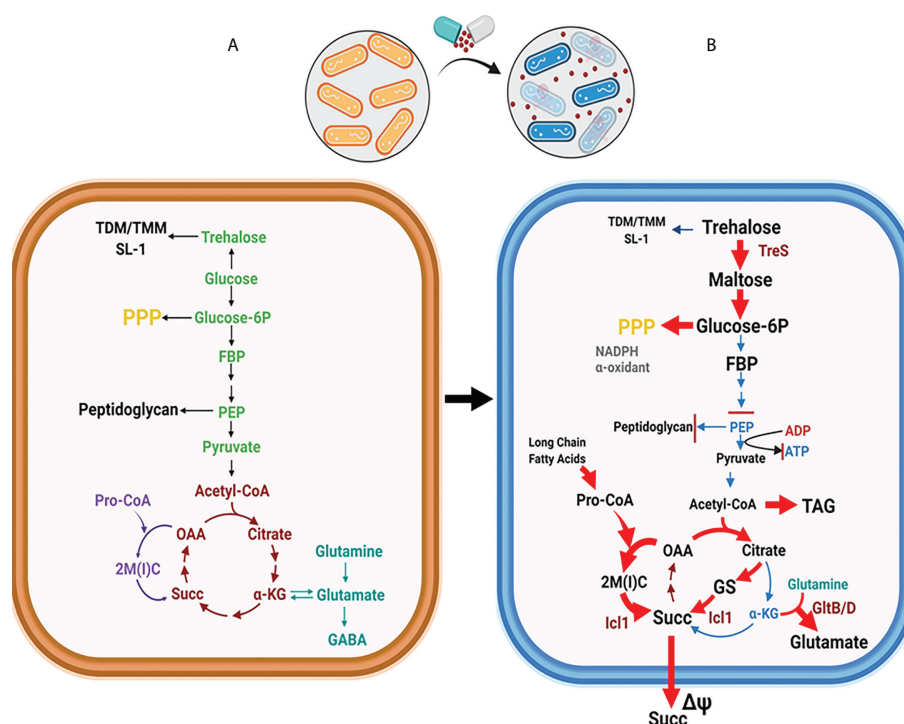 A
B
TDM/TMM
SL-1
Trehalose
Glucose
PPP
Glucose-6P
FBP
Peptidoglycan
PEP
Pyruvate
Acetyl-CoA
Pro-CoA
OAA
Citrate
Glutamine
2M(I)C
Succ
α-KG
Glutamate
GABA
TDM/TMM
SL-1
Trehalose
TreS
Maltose
PPP
Glucose-6P
NADPH
α-oxidant
FBP
Peptidoglycan
PEP
ADP
ATP
Pyruvate
Long Chain
Fatty Acids
Pro-CoA
Acetyl-CoA
TAG
OAA
Citrate
2M(I)C
GS
Glutamine
Icl1
Succ
Icl1
α-KG
GltB/D
Glutamate
Δψ
Succ